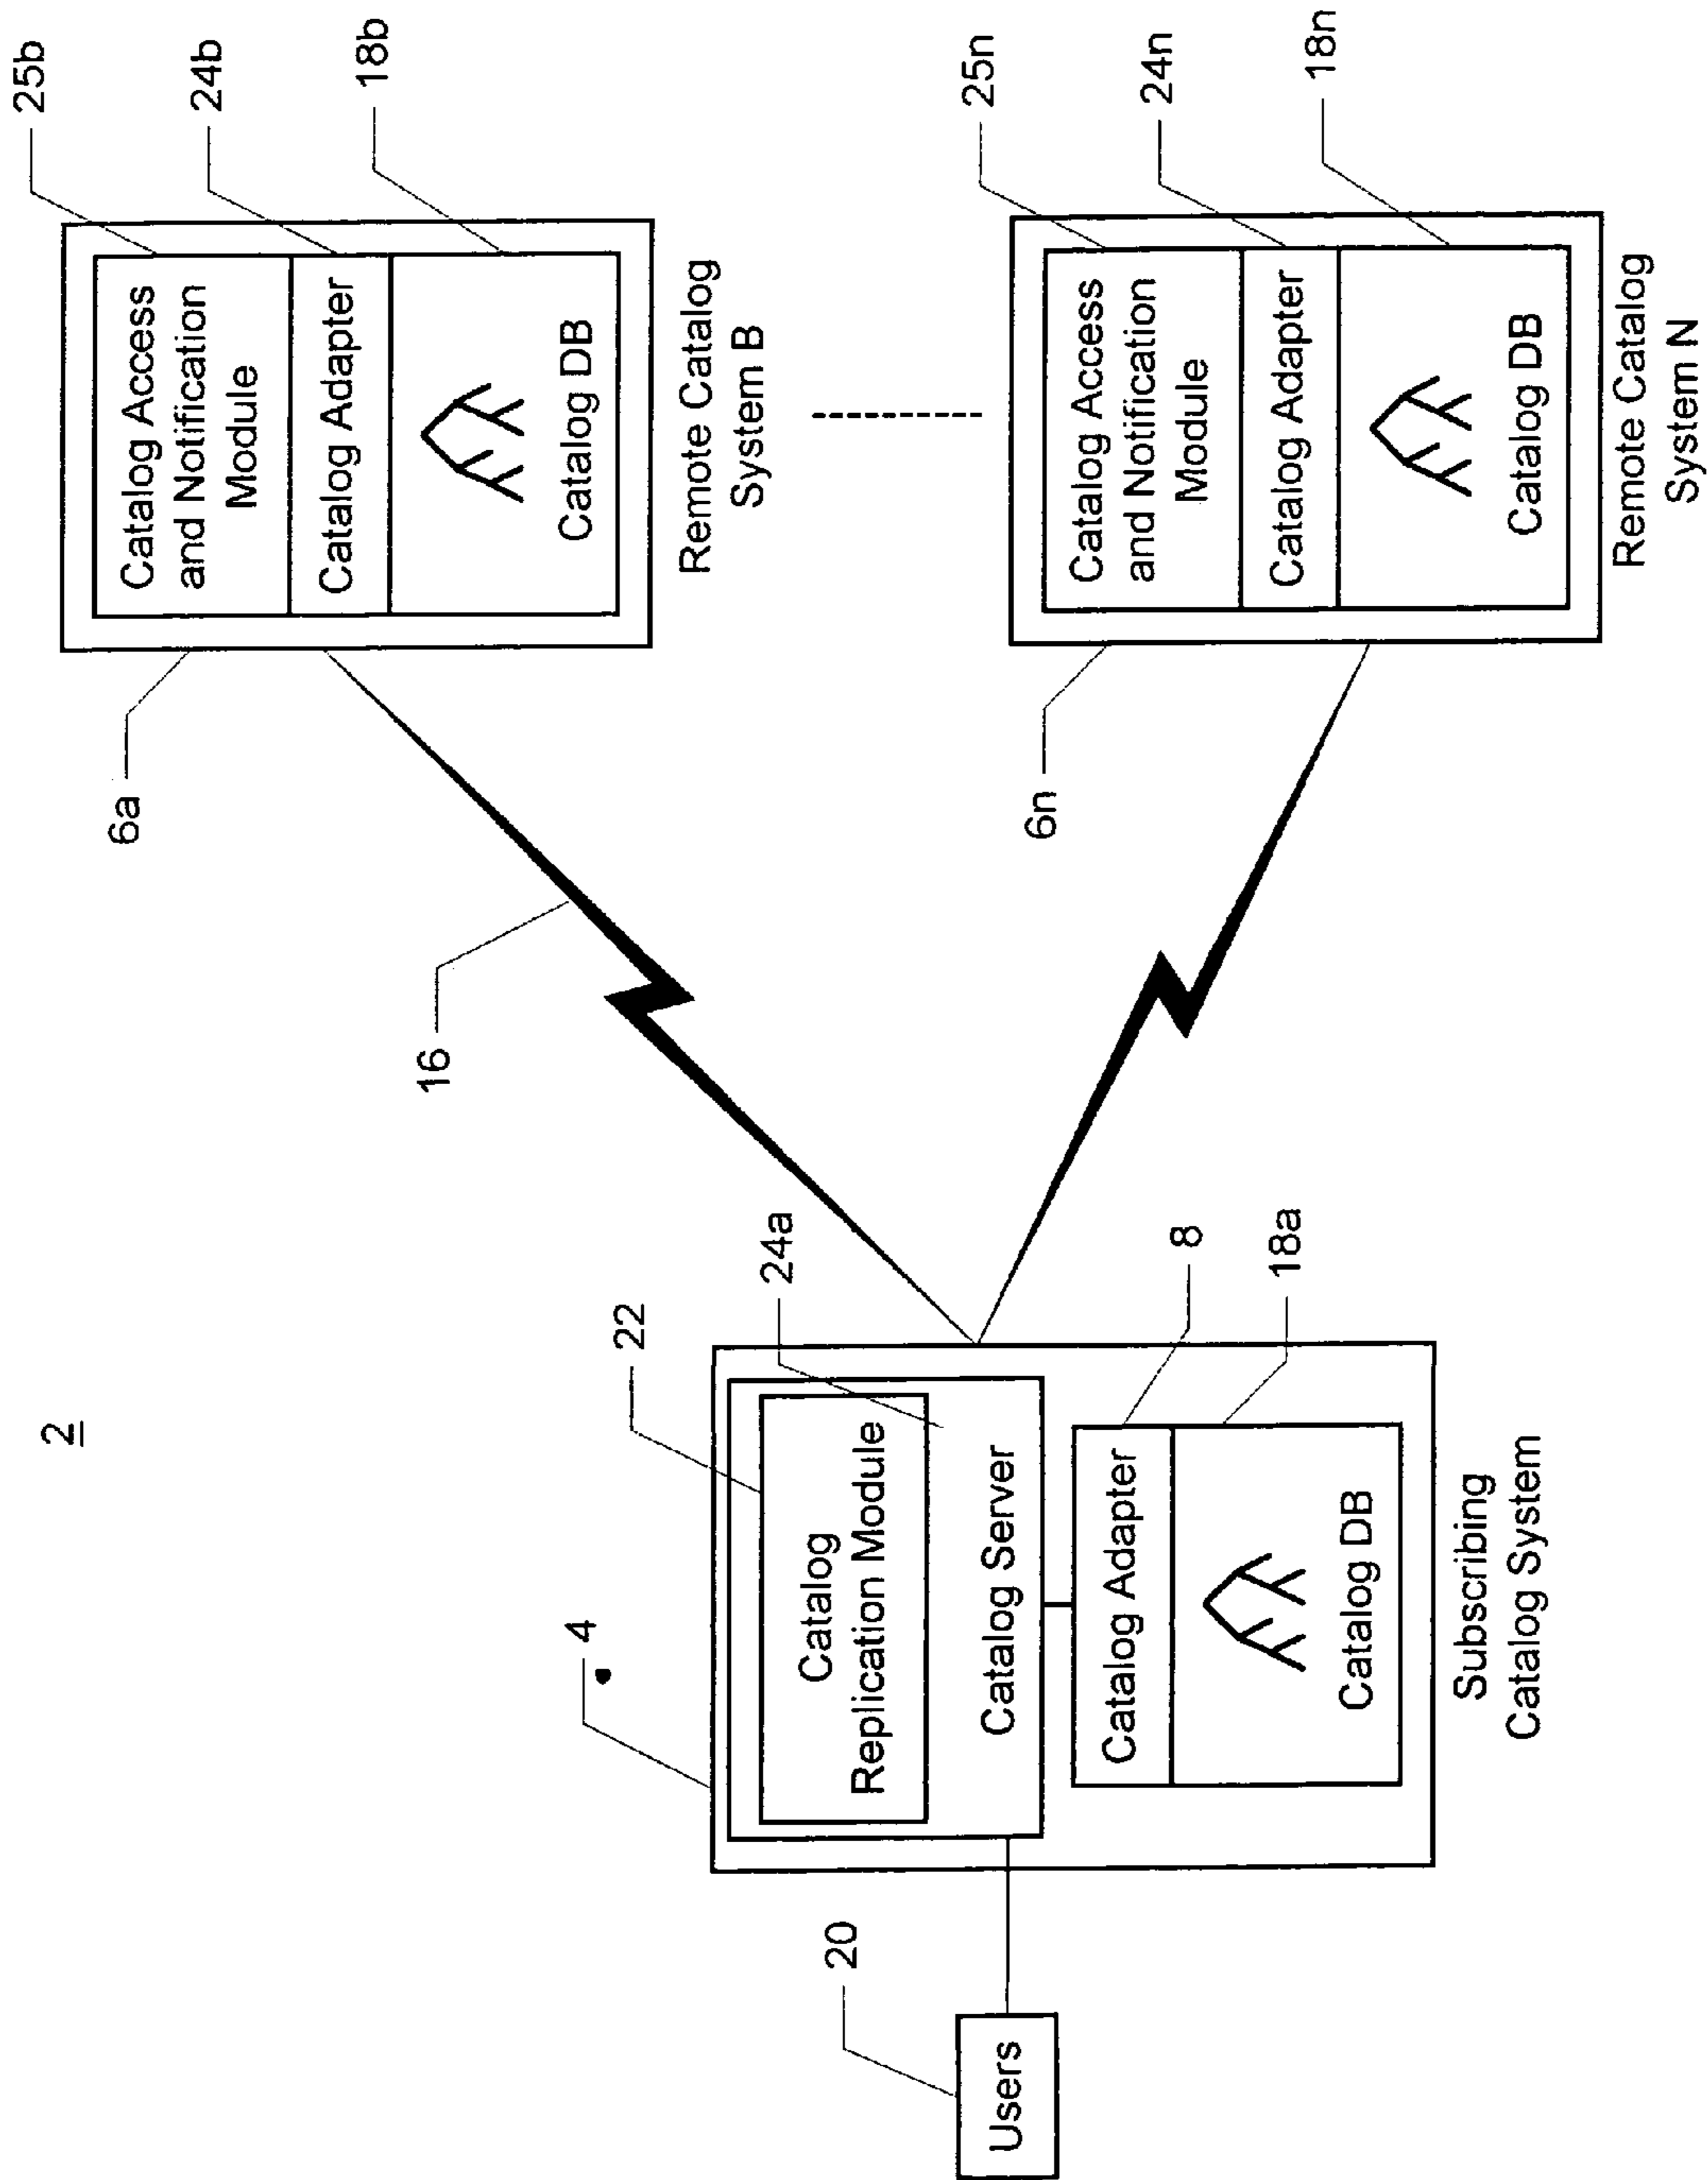 2
20
Users
4
22
24a
8
18a
Catalog
Replication Module
Catalog Server
Catalog Adapter
Catalog DB
Subscribing
Catalog System
16
6a
25b
24b
18b
Catalog Access
and Notification
Module
Catalog Adapter
Catalog DB
Remote Catalog
System B
6n
25n
24n
18n
Catalog Access
and Notification
Module
Catalog Adapter
Catalog DB
Remote Catalog
System N